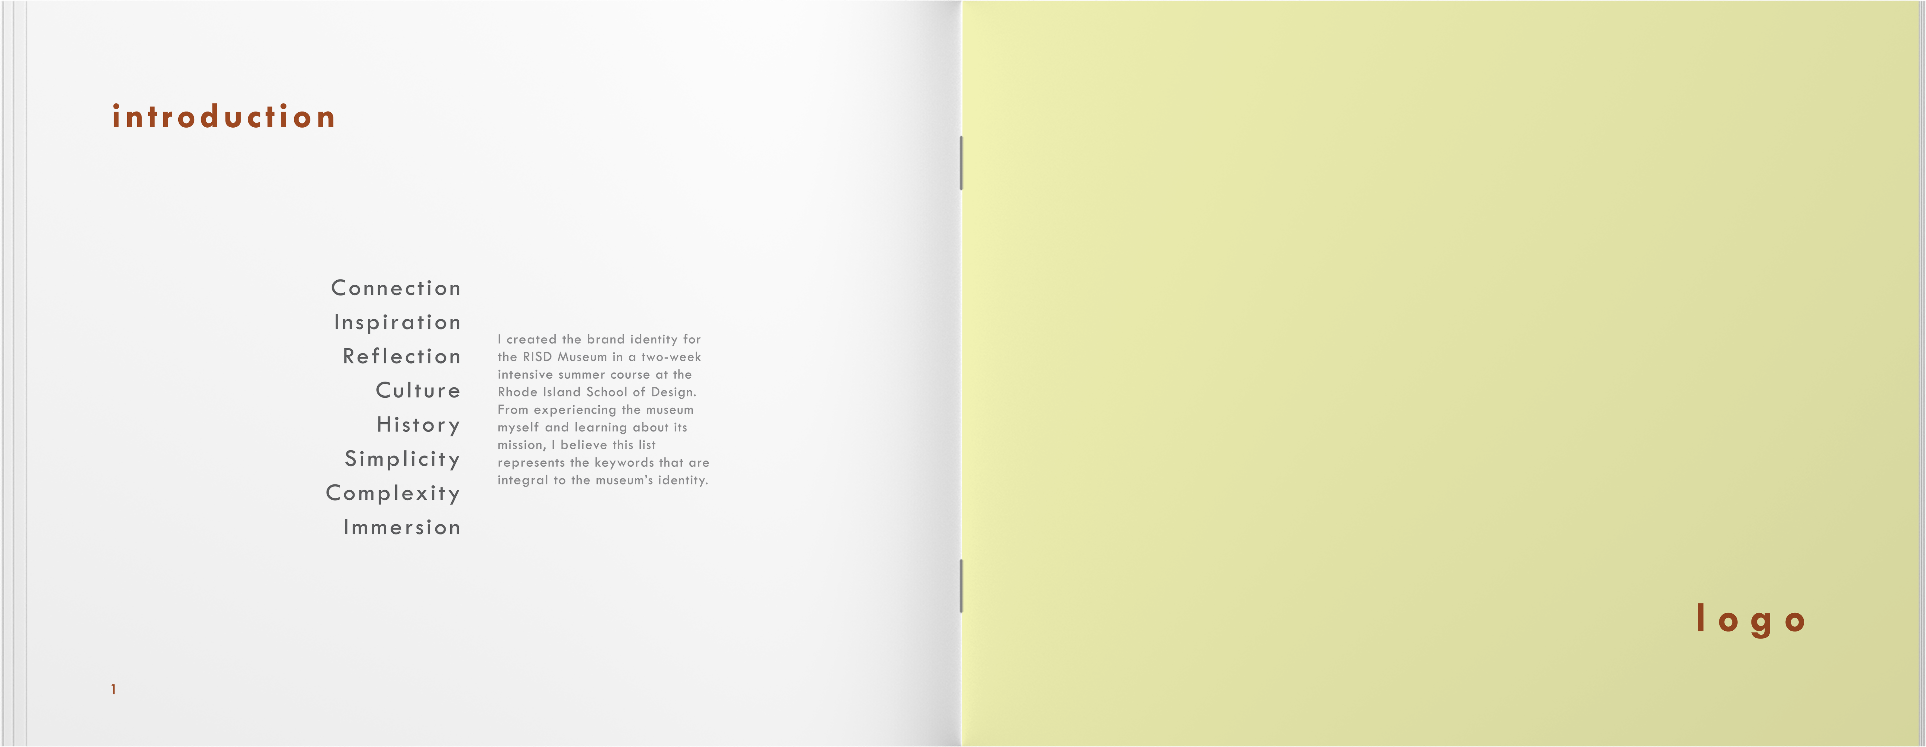 introduction
Connection
Inspiration
Reflection
Culture
History
Simplicity
Complexity
Immersion
I created the brand identity for
the RISD Museum in a two-week
intensive summer course at the
Rhode Island School of Design.
From experiencing the museum
myself and learning about its
mission, I believe this list
represents the keywords that are
integral to the museum's identity.
1
logo